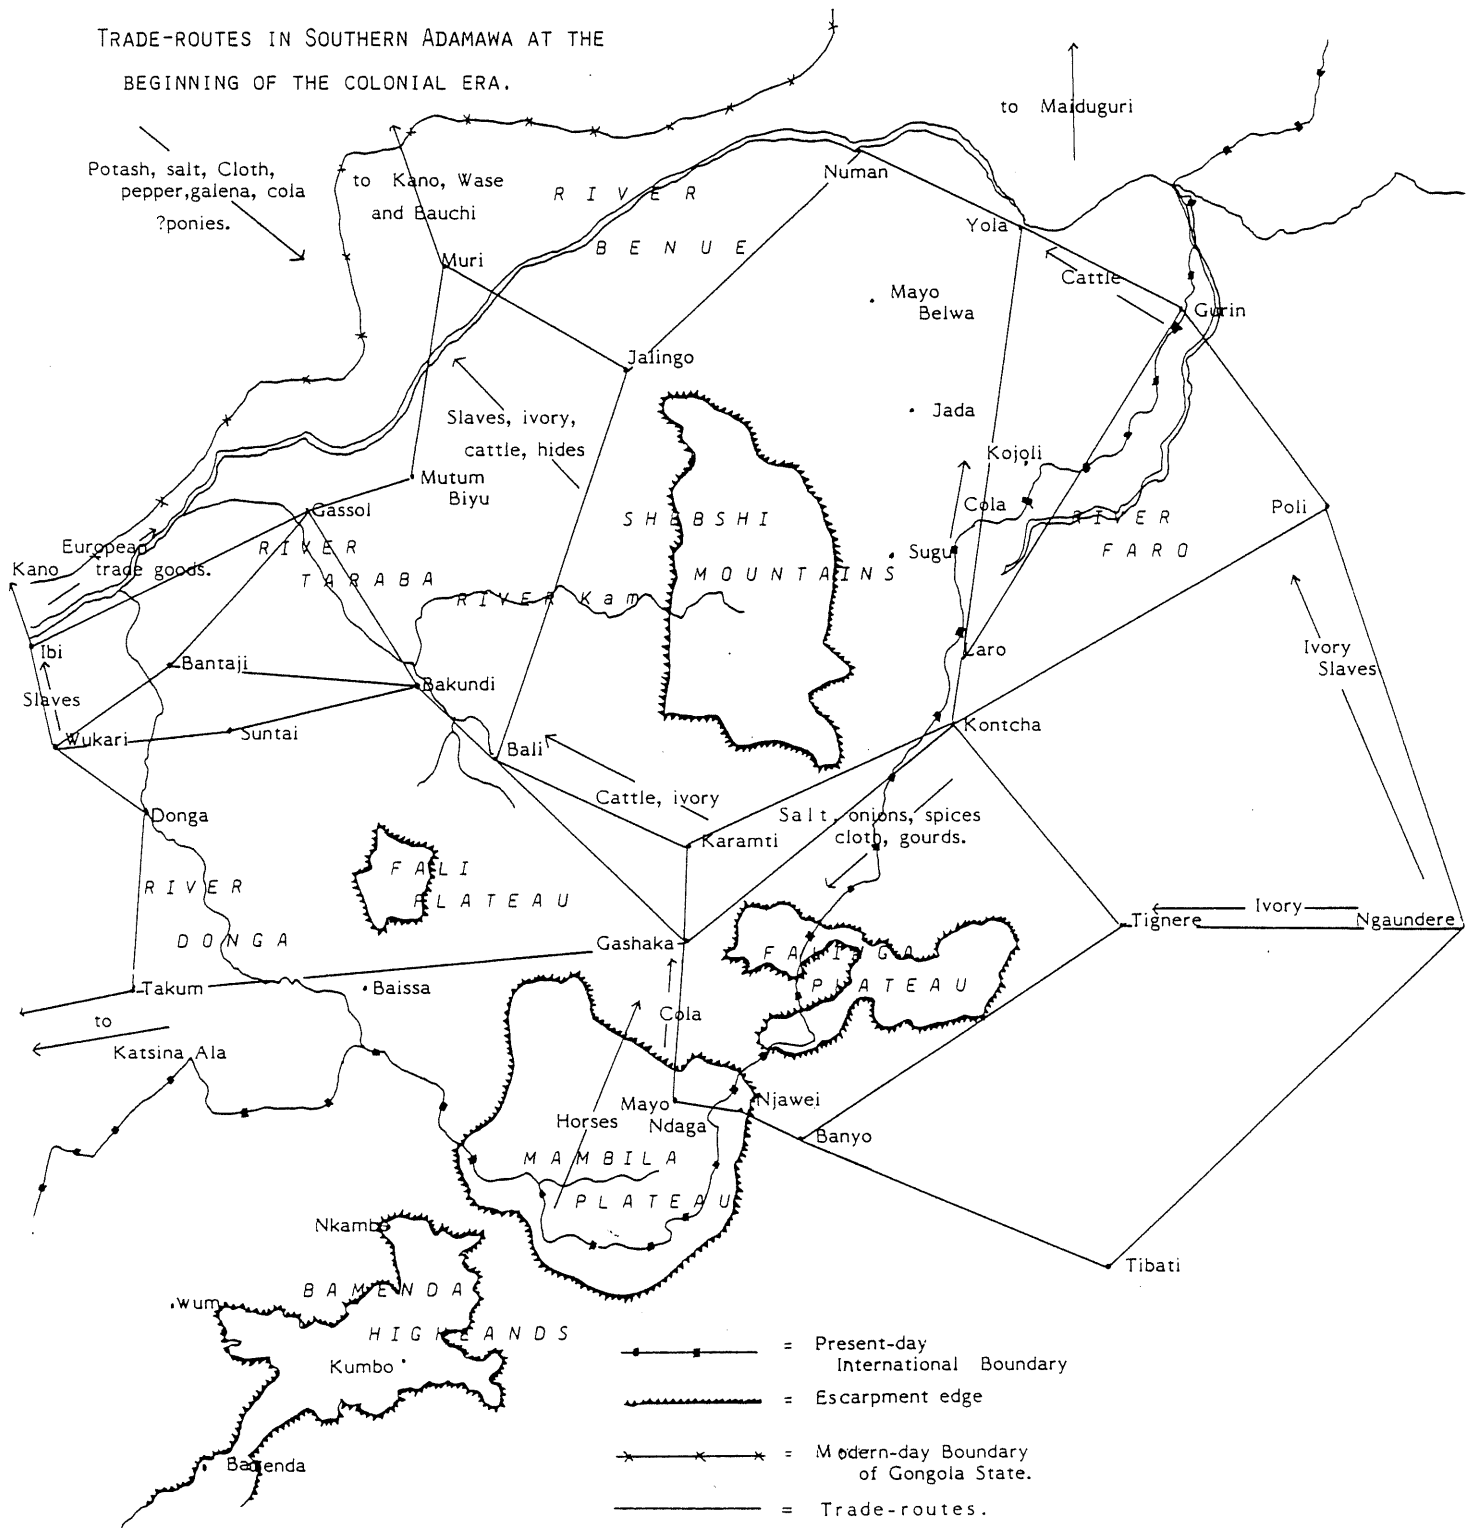 TRADE-ROUTES IN SOUTHERN ADAMAWA AT THE
BEGINNING OF THE COLONIAL ERA.
to Maiduguri
Potash, salt, Cloth,
pepper,galena, cola
?ponies.
to Kano, Wase
and Bauchi
RIVER
BENUE
Numan
Yola
Muri
Cattle
Mayo
Belwa
Gurin
Jalingo
Slaves, ivory,
cattle, hides
Jada
Kojoli
Mutum
Biyu
Gassol
Cola
Poli
SHEBSHI
MOUNTAINS
RIVER
FARO
European
trade goods.
Kano
RIVER
TARABA
RIVER Kam
Sugu
Ibi
Bantaji
Laro
Ivory
Slaves
Slaves
Bakundi
Wukari
Suntai
Bali
Kontcha
Cattle, ivory
Donga
Salt, onions, spices
cloth, gourds.
Karamti
FALI
PLATEAU
RIVER
DONGA
Gashaka
Tignere
Ivory
Ngaundere
FALINGA
PLATEAU
Takum
Baissa
to
Katsina Ala
Cola
Horses
Mayo
Ndaga
Njawei
Banyo
MAMBILA
PLATEAU
Nkambe
Tibati
BAMENDA
HIGHLANDS
Wum
Kumbo
Bamenda
= Present-day
International Boundary
= Escarpment edge
= Modern-day Boundary
of Gongola State.
= Trade-routes.